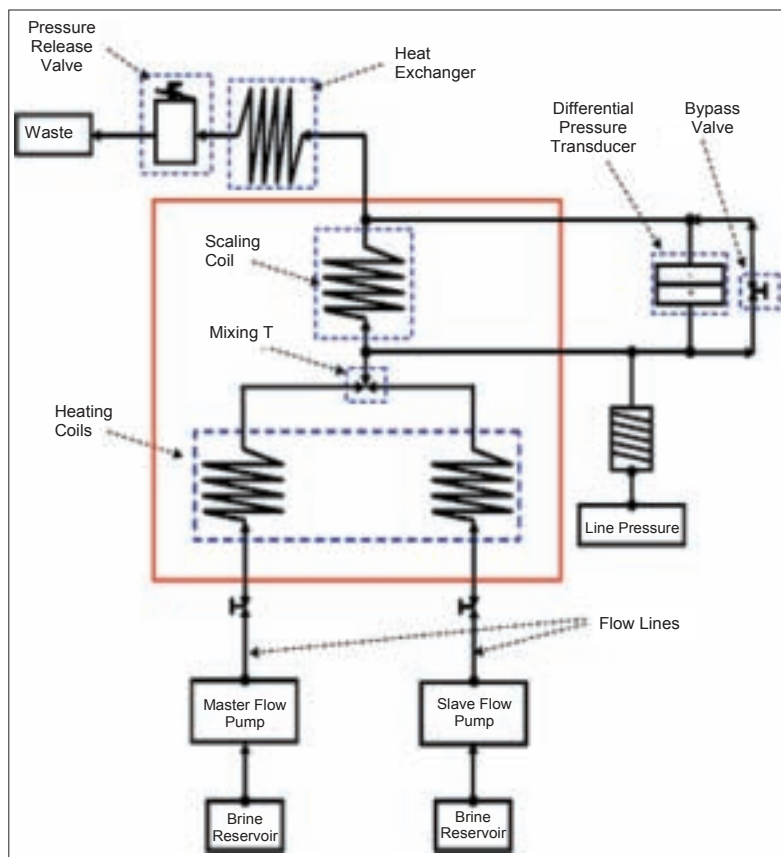 Pressure
Release
Valve
Heat
Exchanger
Differential
Pressure
Transducer
Bypass
Valve
Waste
Scaling
Coil
Mixing T
Heating
Coils
Line Pressure
Flow Lines
Master Flow
Pump
Slave Flow
Pump
Brine
Reservoir
Brine
Reservoir